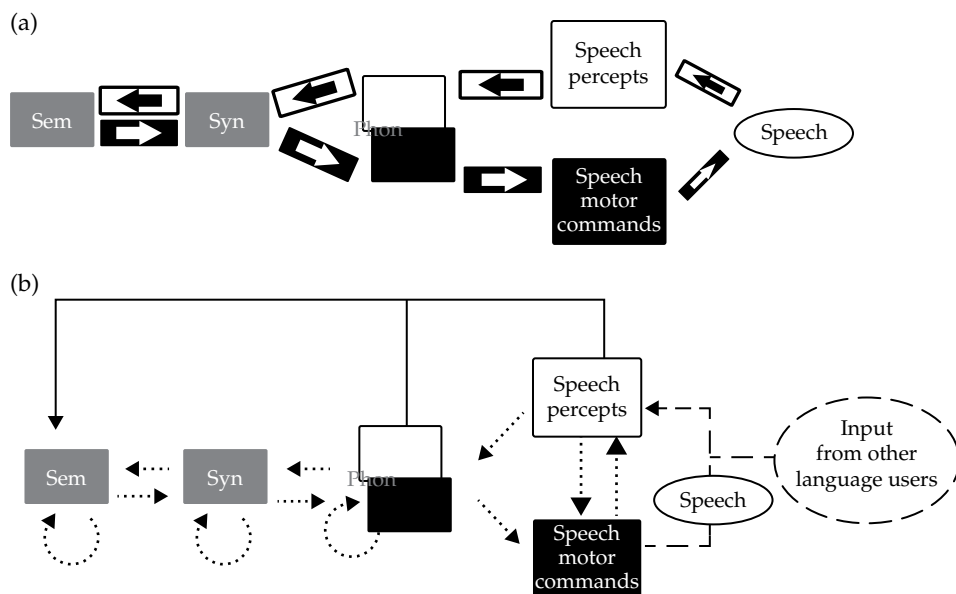 (a)
Sem
Syn
Phon
Speech
percepts
Speech
motor
commands
Speech
(b)
Sem
Syn
Phon
Speech
percepts
Speech
motor
commands
Speech
Input
from other
language users